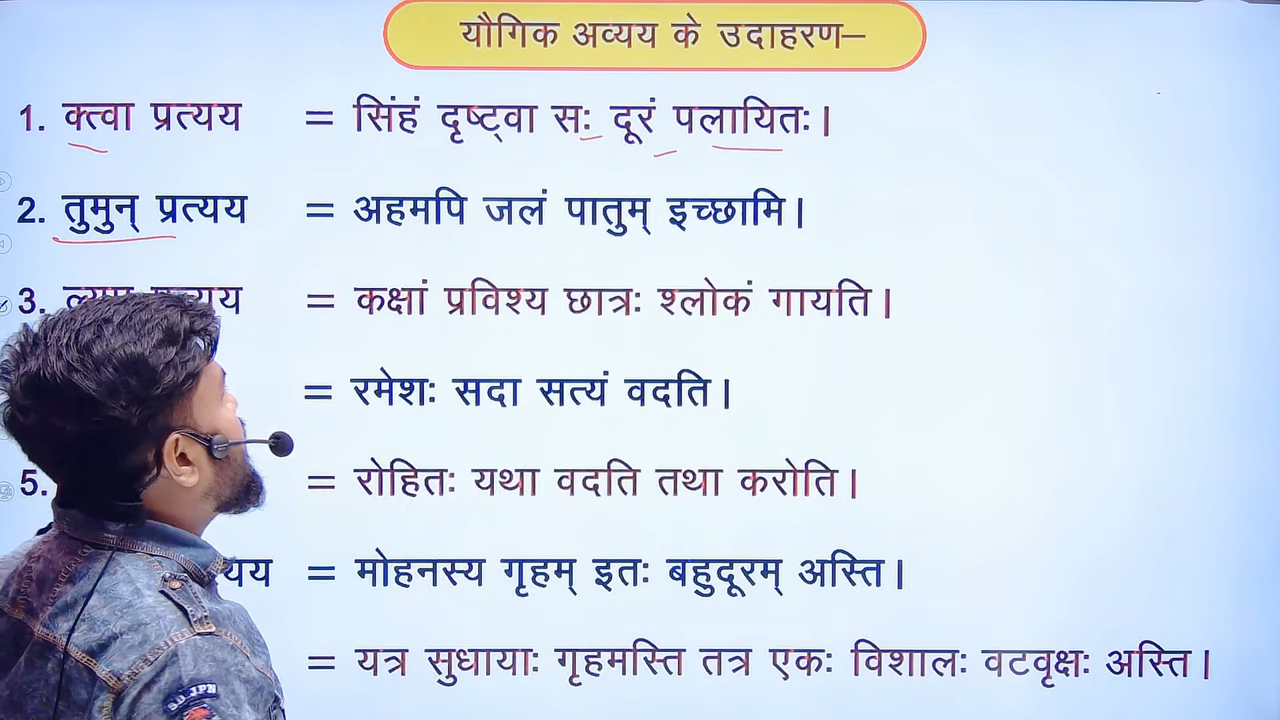 यौगिक अव्यय के उदाहरण–
1. क्त्वा प्रत्यय = सिंहं दृष्ट्वा सः दूरं पलायितः।
2. तुमुन् प्रत्यय = अहमपि जलं पातुम् इच्छामि।
3. = कक्षां प्रविश्य छात्रः श्लोकं गायति।
= रमेशः सदा सत्यं वदति।
5. = रोहितः यथा वदति तथा करोति।
= मोहनस्य गृहम् इतः बहुदूरम् अस्ति।
= यत्र सुधायाः गृहमस्ति तत्र एकः विशालः वटवृक्षः अस्ति।